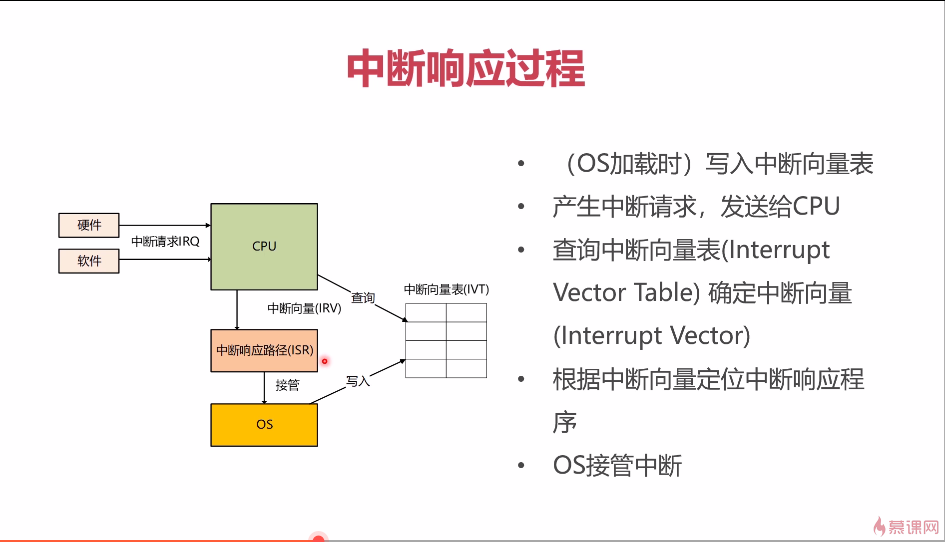 中断响应过程
硬件
软件
中断请求IRQ
CPU
查询
中断向量表(IVT)
中断向量(IRV)
中断响应路径(ISR)
接管
写入
OS
• （OS加载时）写入中断向量表
• 产生中断请求，发送给CPU
• 查询中断向量表(Interrupt
Vector Table) 确定中断向量
(Interrupt Vector)
• 根据中断向量定位中断响应程
序
• OS接管中断
慕课网